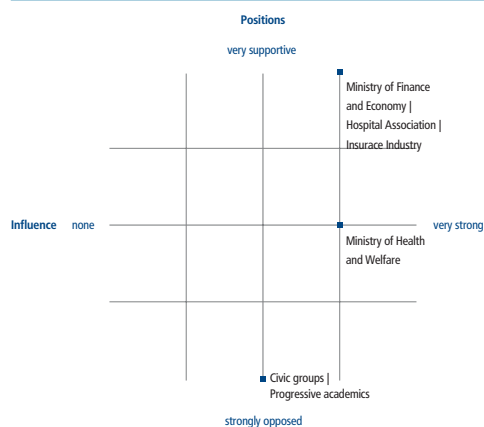 Positions
very supportive
Ministry of Finance
and Economy |
Hospital Association |
Insurace Industry
Influence none very strong
Ministry of Health
and Welfare
Civic groups |
Progressive academics
strongly opposed